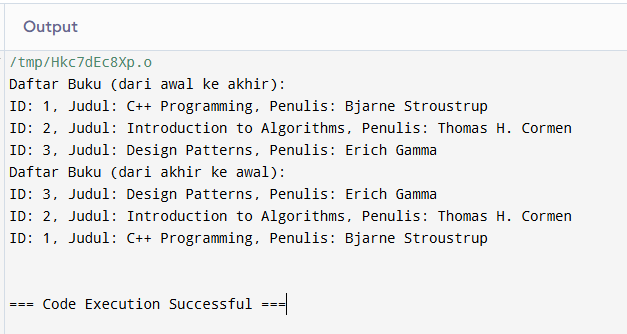 Output
/tmp/Hkc7dEc8Xp.o
Daftar Buku (dari awal ke akhir):
ID: 1, Judul: C++ Programming, Penulis: Bjarne Stroustrup
ID: 2, Judul: Introduction to Algorithms, Penulis: Thomas H. Cormen
ID: 3, Judul: Design Patterns, Penulis: Erich Gamma
Daftar Buku (dari akhir ke awal):
ID: 3, Judul: Design Patterns, Penulis: Erich Gamma
ID: 2, Judul: Introduction to Algorithms, Penulis: Thomas H. Cormen
ID: 1, Judul: C++ Programming, Penulis: Bjarne Stroustrup
=== Code Execution Successful ===